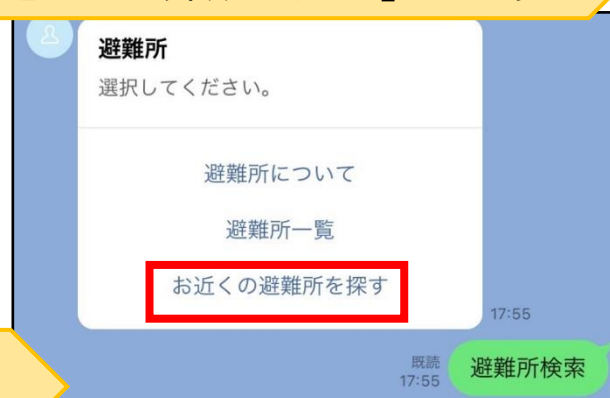 避難所
選択してください。
避難所について
避難所一覧
お近くの避難所を探す
17:55
既読
17:55
避難所検索